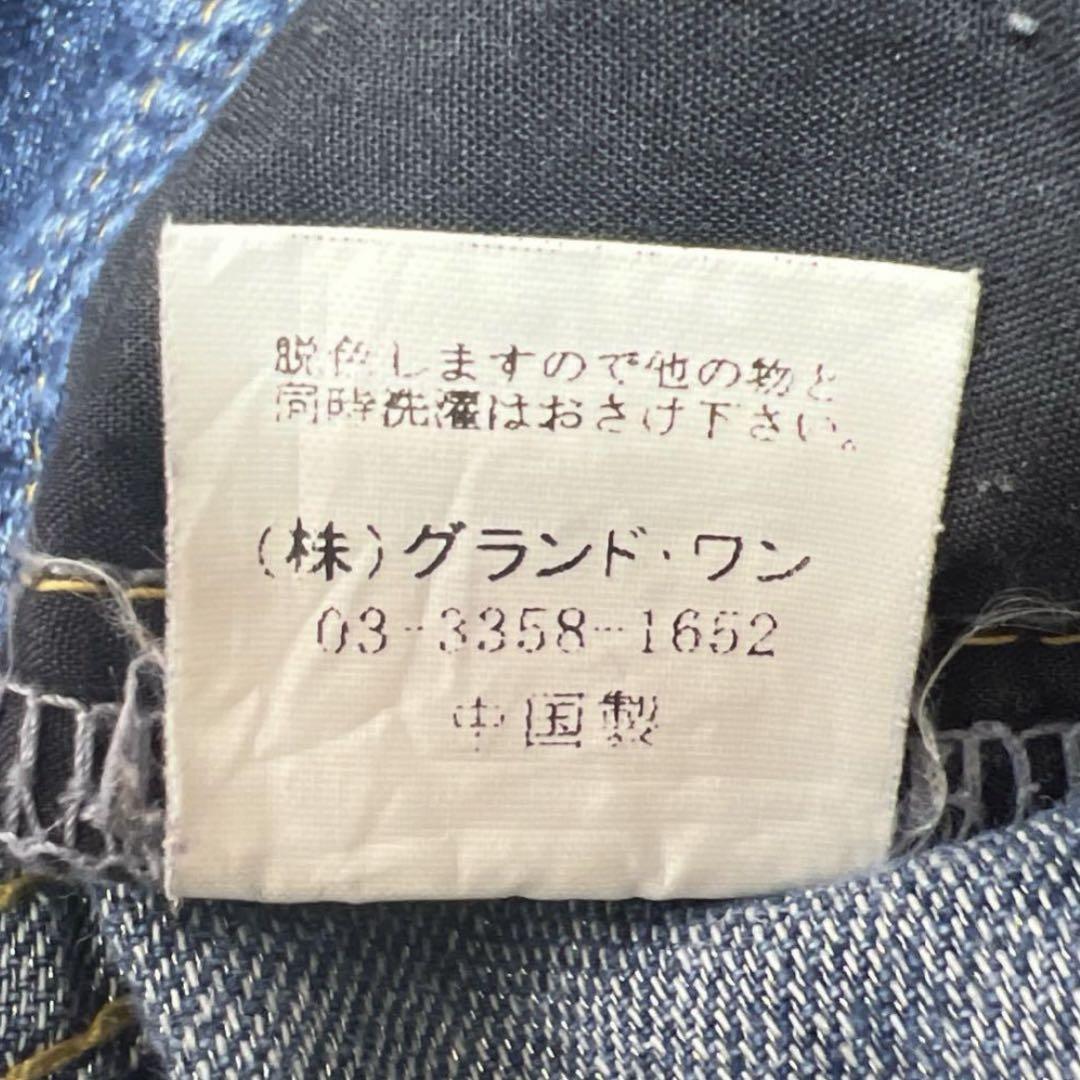 脱色しますので他の物と
同時洗濯はおさけ下さい。
(株)グランド・ワン
03-3358-1652
中国製